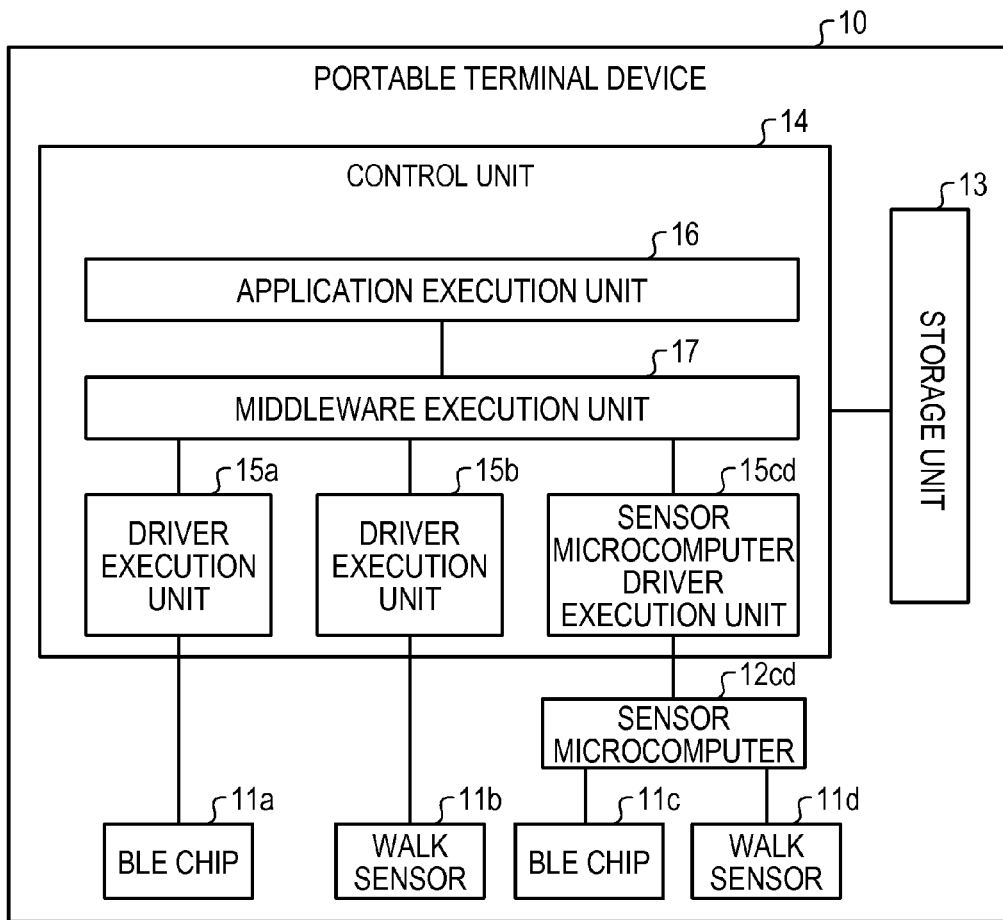 10
PORTABLE TERMINAL DEVICE
14
CONTROL UNIT
13
STORAGE UNIT
16
APPLICATION EXECUTION UNIT
17
MIDDLEWARE EXECUTION UNIT
15a
DRIVER
EXECUTION
UNIT
15b
DRIVER
EXECUTION
UNIT
15cd
SENSOR
MICROCOMPUTER
DRIVER
EXECUTION UNIT
12cd
SENSOR
MICROCOMPUTER
11a
BLE CHIP
11b
WALK
SENSOR
11c
BLE CHIP
11d
WALK
SENSOR